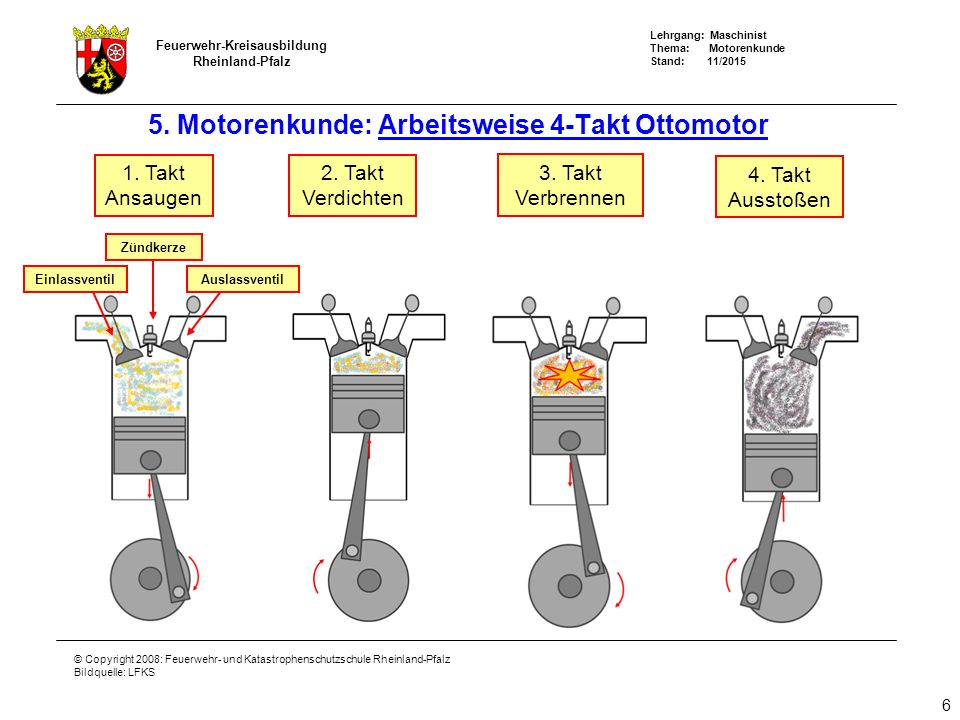 Feuerwehr-Kreisausbildung
Rheinland-Pfalz
Lehrgang: Maschinist
Thema: Motorenkunde
Stand: 11/2015
5. Motorenkunde: Arbeitsweise 4-Takt Ottomotor
1. Takt
Ansaugen
2. Takt
Verdichten
3. Takt
Verbrennen
4. Takt
Ausstoßen
Zündkerze
Einlassventil
Auslassventil
© Copyright 2008: Feuerwehr- und Katastrophenschutzschule Rheinland-Pfalz
Bildquelle: LFKS
6